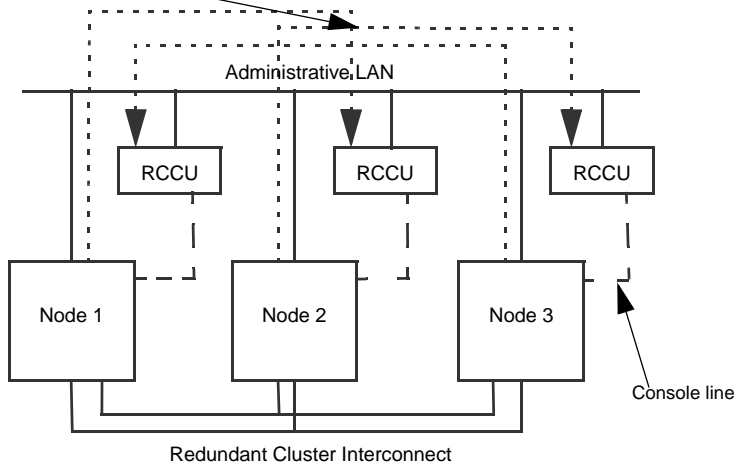 Administrative LAN
RCCU
RCCU
RCCU
Node 1
Node 2
Node 3
Console line
Redundant Cluster Interconnect